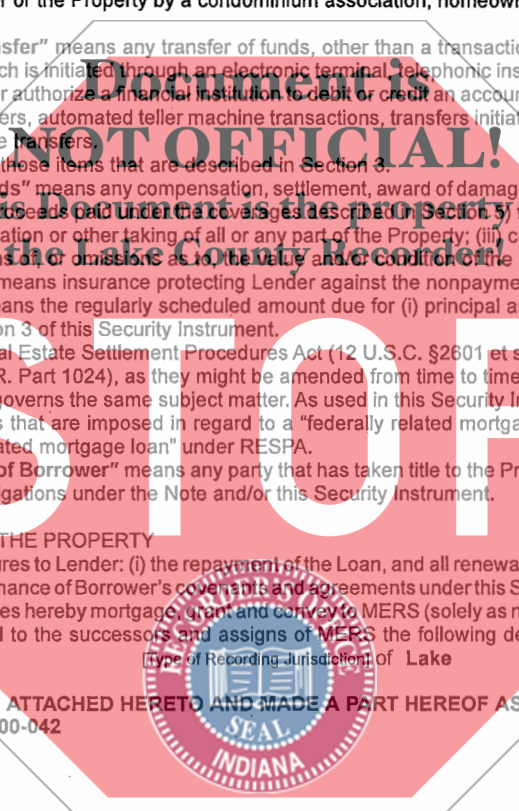 er of the Property by a condominium association, homeown
nsfer" means any transfer of funds, other than a transactio
ch is initiated through an electronic terminal, telephonic ins
r authorize a financial institution to debit or credit an accoun
Document is
ers, automated teller machine transactions, transfers initiat
e transfers.
NOT OFFICIAL!
those items that are described in Section 3.
ds" means any compensation, settlement, award of damag
is Document is the property
oceeds paid under the coverages described in Section 5)
ation or other taking of all or any part of the Property; (iii) c
the Lake County Recorder!
ns of, or omissions as to, the value and/or condition of the
means insurance protecting Lender against the nonpayme
eans the regularly scheduled amount due for (i) principal a
on 3 of this Security Instrument.
al Estate Settlement Procedures Act (12 U.S.C. §2601 et s
R. Part 1024), as they might be amended from time to time
governs the same subject matter. As used in this Security I
s that are imposed in regard to a "federally related mortga
ated mortgage loan" under RESPA.
STOP
of Borrower" means any party that has taken title to the Pr
igations under the Note and/or this Security Instrument.
THE PROPERTY
ures to Lender: (i) the repayment of the Loan, and all renewa
mance of Borrower's covenants and agreements under this S
es hereby mortgage, grant and convey to MERS (solely as n
d to the successors and assigns of MERS the following de
[Type of Recording Jurisdiction] of Lake
ATTACHED HERETO AND MADE A PART HEREOF AS
00-042
RECORDER'S OFFICE
SEAL
INDIANA